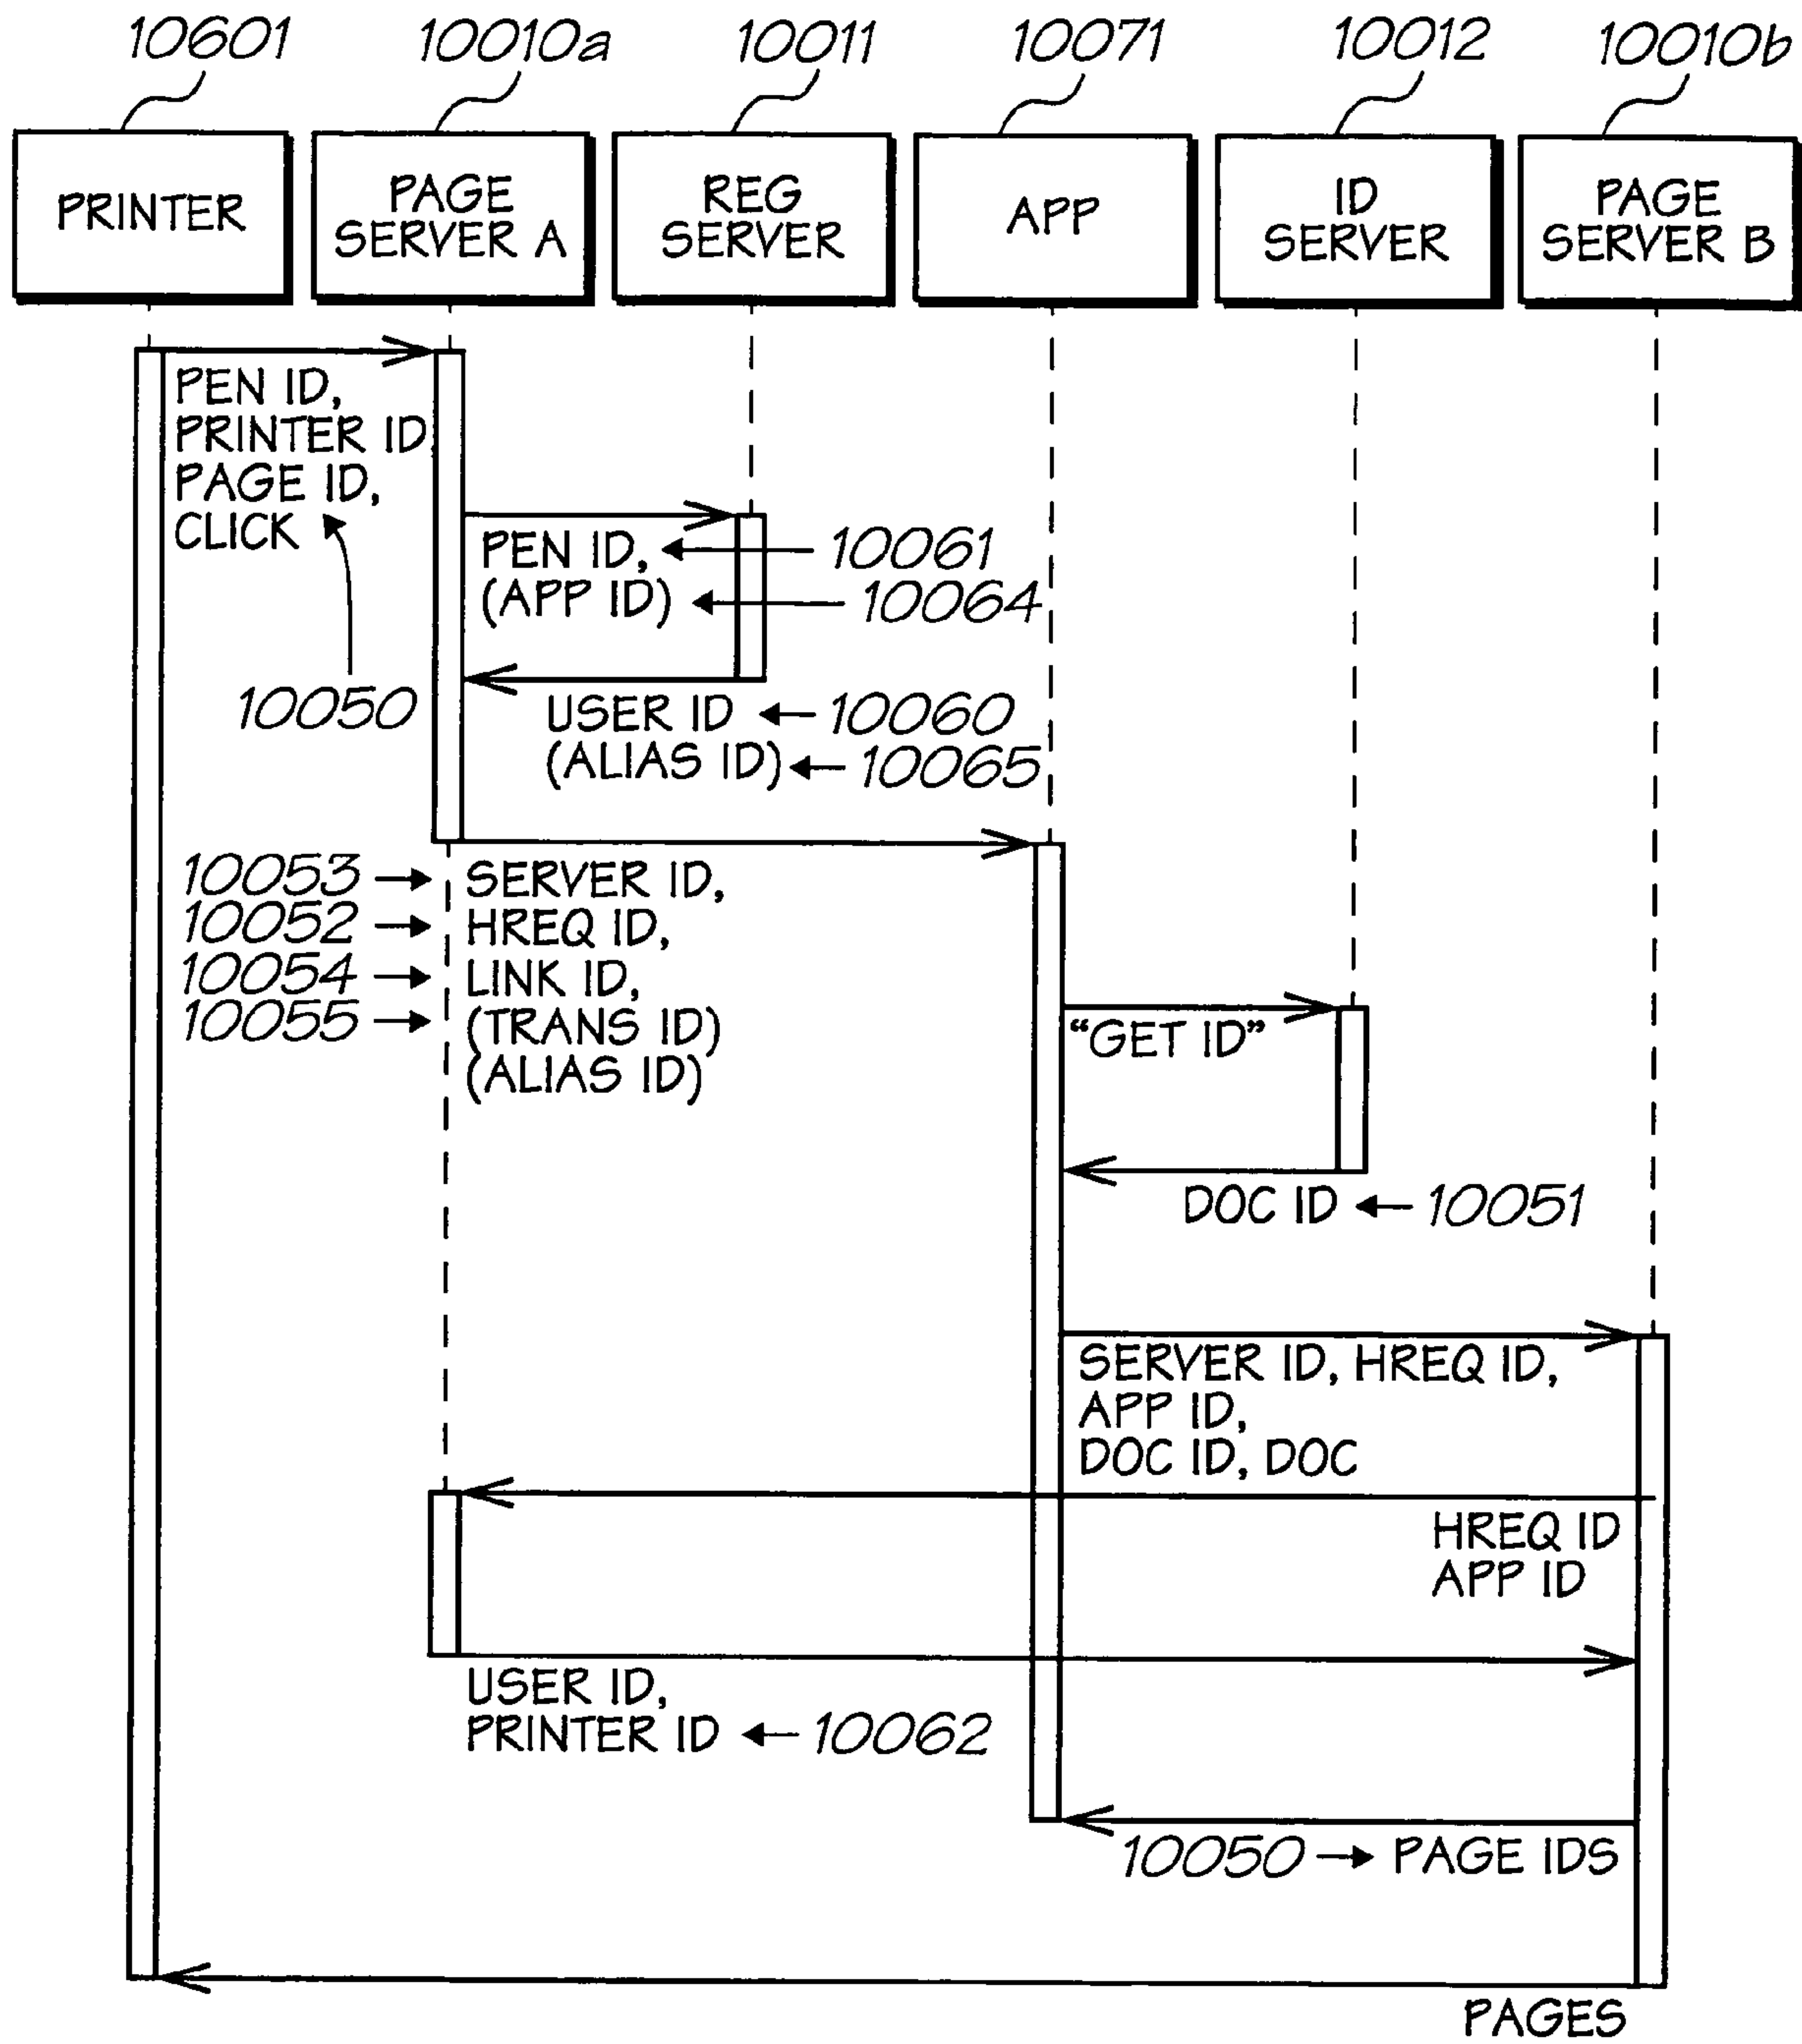 10601
10010a
10011
10071
10012
10010b
PRINTER
PAGE
SERVER A
REG
SERVER
APP
ID
SERVER
PAGE
SERVER B
PEN ID,
PRINTER ID
PAGE ID,
CLICK
10050
PEN ID,
10061
(APP ID)
10064
USER ID
10060
(ALIAS ID)
10065
10053
SERVER ID,
10052
HREQ ID,
10054
LINK ID,
10055
(TRANS ID)
(ALIAS ID)
"GET ID"
DOC ID
10051
SERVER ID, HREQ ID,
APP ID,
DOC ID, DOC
HREQ ID
APP ID
USER ID,
PRINTER ID
10062
10050
PAGE IDS
PAGES